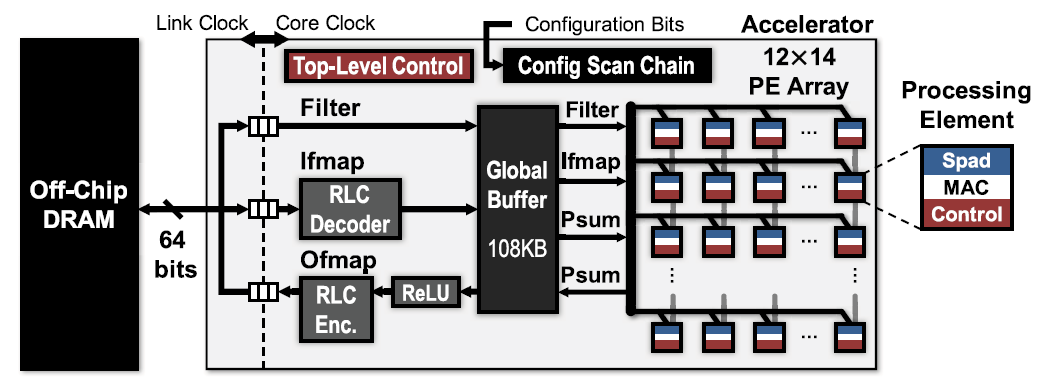 Link Clock
Core Clock
Configuration Bits
Accelerator
Top-Level Control
Config Scan Chain
12×14
PE Array
Off-Chip
DRAM
64
bits
Filter
Ifmap
RLC
Decoder
Ofmap
RLC
Enc.
ReLU
Global
Buffer
108KB
Filter
Ifmap
Psum
Psum
...
...
...
...
...
...
Processing
Element
Spad
MAC
Control